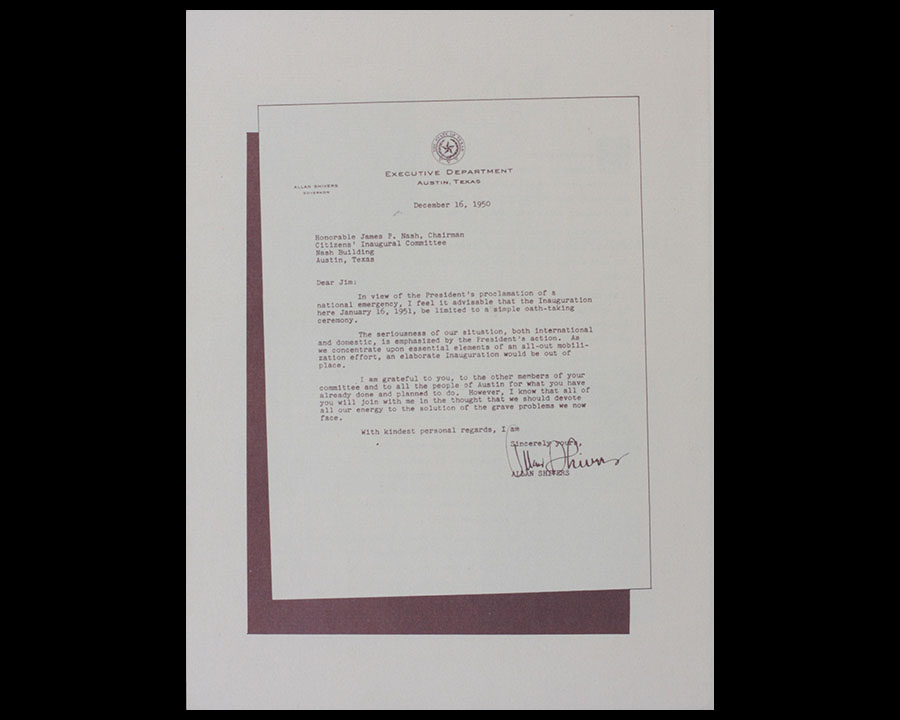 THE STATE OF TEXAS
EXECUTIVE DEPARTMENT
AUSTIN, TEXAS
ALLAN SHIVERS
GOVERNOR
December 16, 1950
Honorable James P. Nash, Chairman
Citizens' Inaugural Committee
Nash Building
Austin, Texas
Dear Jim:
In view of the President's proclamation of a
national emergency, I feel it advisable that the Inauguration
here January 16, 1951, be limited to a simple oath-taking
ceremony.
The seriousness of our situation, both international
and domestic, is emphasized by the President's action. As
we concentrate upon essential elements of an all-out mobili-
zation effort, an elaborate Inauguration would be out of
place.
I am grateful to you, to the other members of your
committee and to all the people of Austin for what you have
already done and planned to do. However, I know that all of
you will join with me in the thought that we should devote
all our energy to the solution of the grave problems we now
face.
With kindest personal regards, I am
Sincerely yours,
Allan Shivers
ALLAN SHIVERS